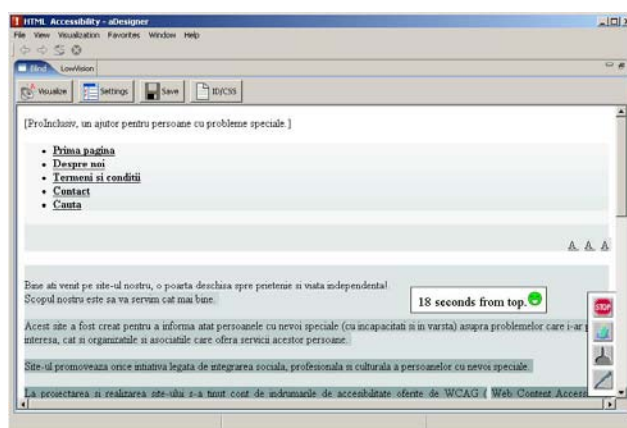 HTML Accessibility - aDesigner
File View Visualization Favorites Window Help
Blind LowVision
Visualize Settings Save ID/CSS
[ProInclusiv, un ajutor pentru persoane cu probleme speciale.]
• Prima pagina
• Despre noi
• Termeni si conditii
• Contact
• Cauta
A A A
Bine ati venit pe site-ul nostru, o poarta deschisa spre prietenie si viata independenta!
Scopul nostru este sa va servim cat mai bine.
18 seconds from top.
STOP
Acest site a fost creat pentru a informa atat persoanele cu nevoi speciale (cu incapacitati si in varsta) asupra problemelor care i-ar
interesa, cat si organizatiile si asociatiile care ofera servicii acestor persoane.
Site-ul promoveaza orice intiativa legata de integrarea sociala, profesionala si culturala a persoanelor cu nevoi speciale.
La proiectarea si realizarea site-ului s-a tinut cont de indrumarile de accesibilitate oferite de WCAG ( Web Content Access